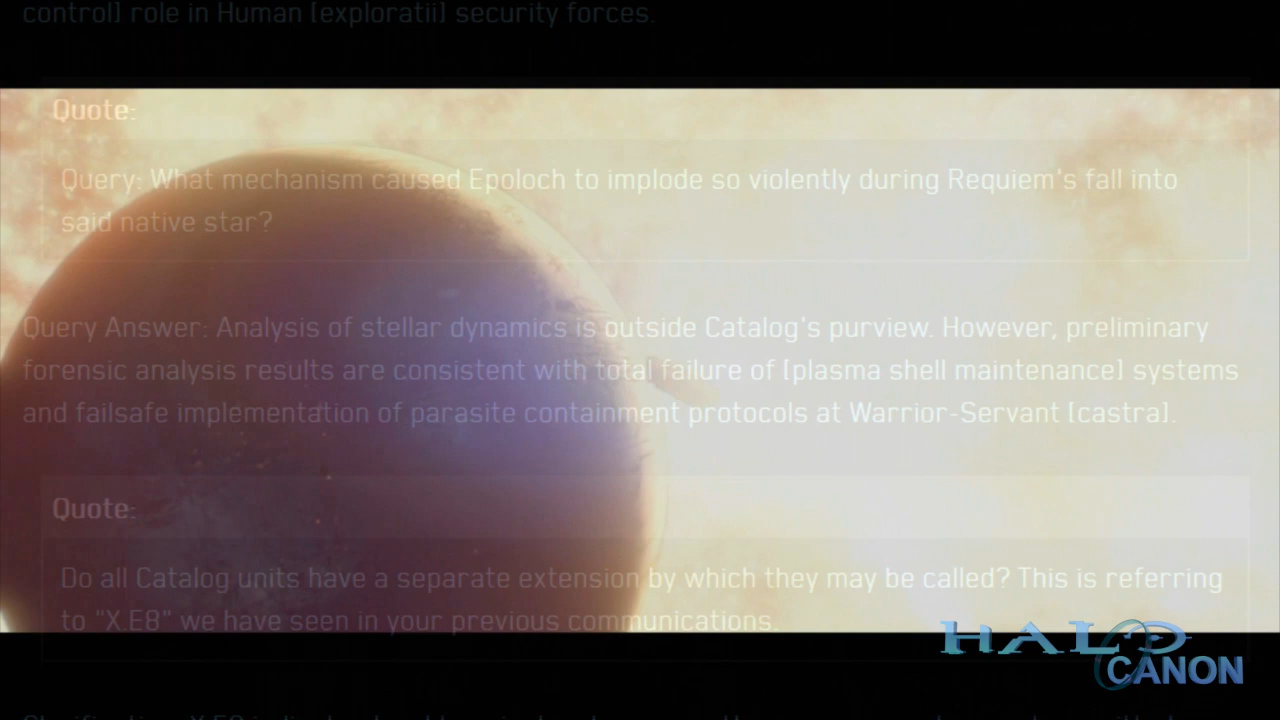 control] role in Human [exploratii] security forces.
Quote:
Query: What mechanism caused Epoloch to implode so violently during Requiem's fall into
said native star?
Query Answer: Analysis of stellar dynamics is outside Catalog's purview. However, preliminary
forensic analysis results are consistent with total failure of [plasma shell maintenance] systems
and failsafe implementation of parasite containment protocols at Warrior-Servant [castra].
Quote:
Do all Catalog units have a separate extension by which they may be called? This is referring
to "X.E8" we have seen in your previous communications.
HALO
CANON